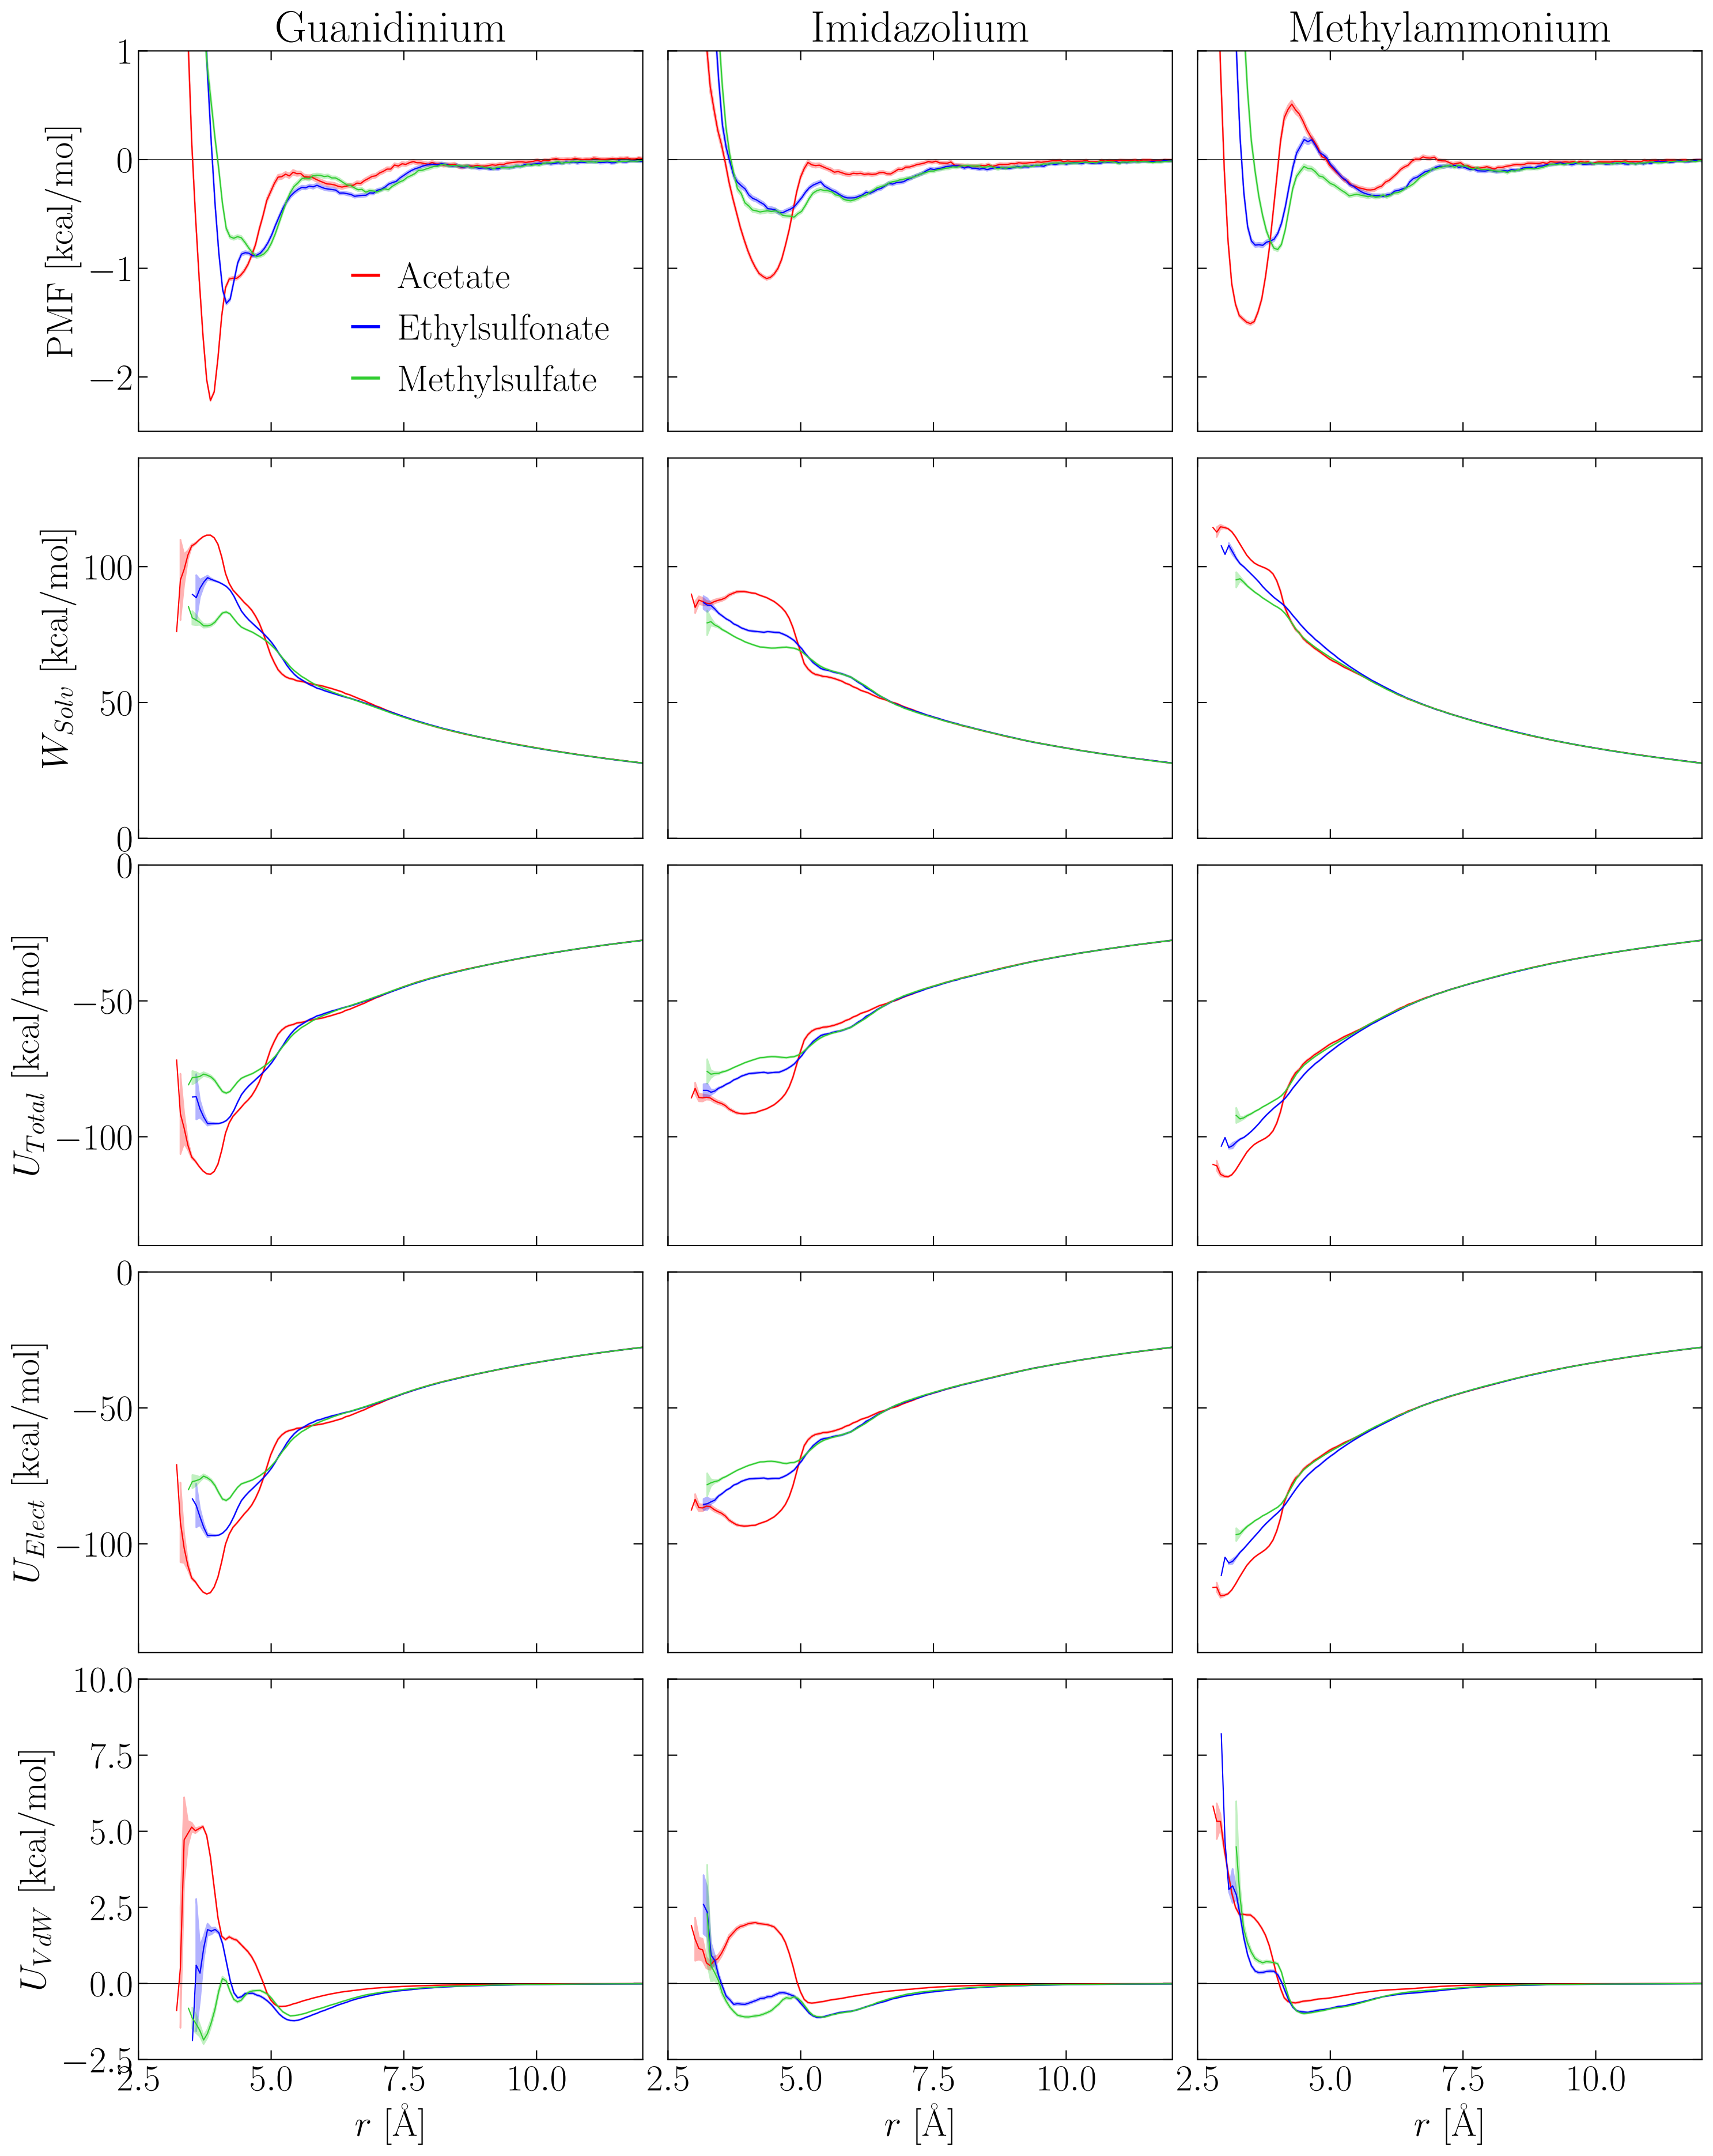 Guanidinium Imidazolium Methylammonium
1
0
−1
−2
PMF [kcal/mol]
Acetate
Ethylsulfonate
Methylsulfate
100
50
0
W_Solv [kcal/mol]
0
−50
−100
U_Total [kcal/mol]
0
−50
−100
U_Elect [kcal/mol]
10.0
7.5
5.0
2.5
0.0
−2.5
U_VdW [kcal/mol]
2.5 5.0 7.5 10.0 2.5 5.0 7.5 10.0 2.5 5.0 7.5 10.0
r [Å] r [Å] r [Å]